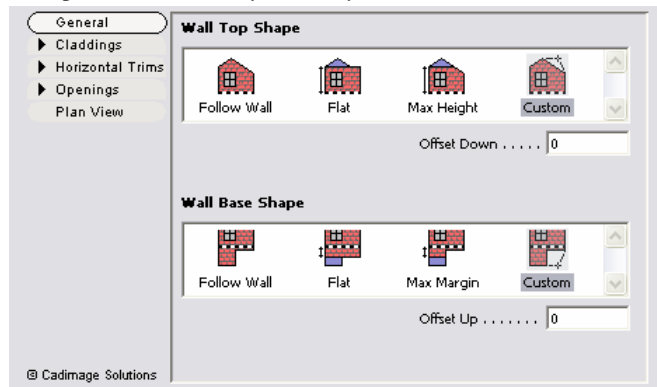 General
Claddings
Horizontal Trims
Openings
Plan View
© Cadimage Solutions
Wall Top Shape
Follow Wall Flat Max Height Custom
Offset Down ..... 0
Wall Base Shape
Follow Wall Flat Max Margin Custom
Offset Up ....... 0